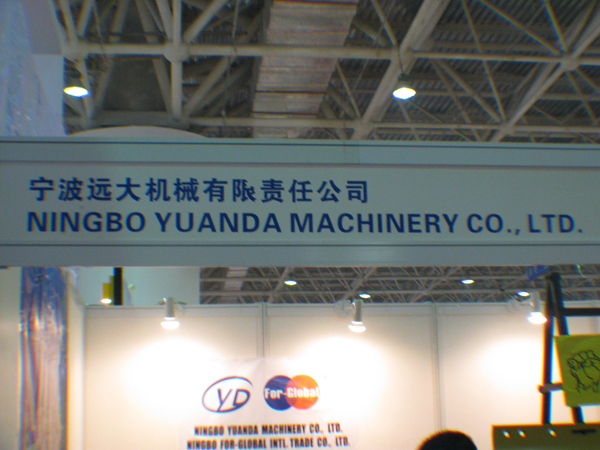 宁波远大机械有限责任公司
NINGBO YUANDA MACHINERY CO., LTD.
YD For-Global
NINGBO YUANDA MACHINERY CO., LTD.
NINGBO FOR-GLOBAL INTL. TRADE CO., LTD.